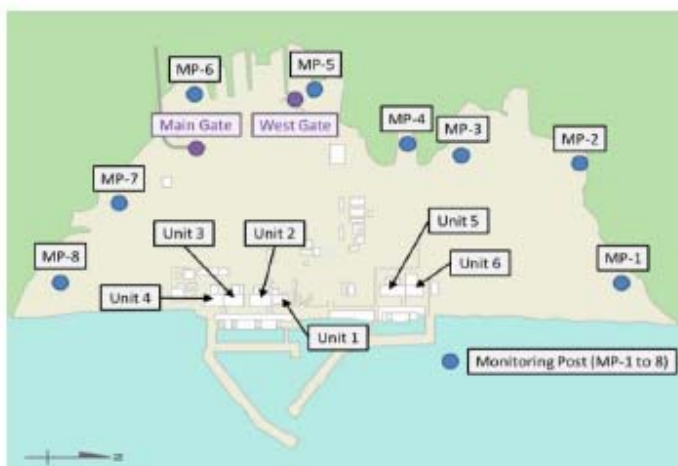 MP-6
MP-5
Main Gate
West Gate
MP-4
MP-3
MP-2
MP-7
Unit 3
Unit 2
Unit 5
Unit 6
MP-8
Unit 4
Unit 1
MP-1
Monitoring Post (MP-1 to 8)
N